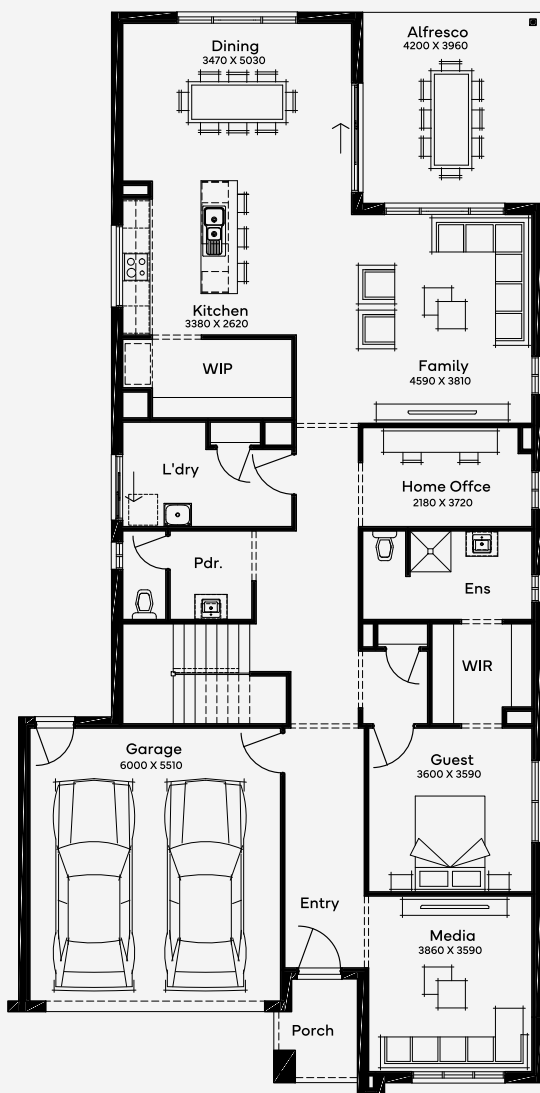 Dining
3470 X 5030
Alfresco
4200 X 3960
Kitchen
3380 X 2620
WIP
Family
4590 X 3810
L'dry
Home Offce
2180 X 3720
Pdr.
Ens
WIR
Garage
6000 X 5510
Guest
3600 X 3590
Entry
Media
3860 X 3590
Porch